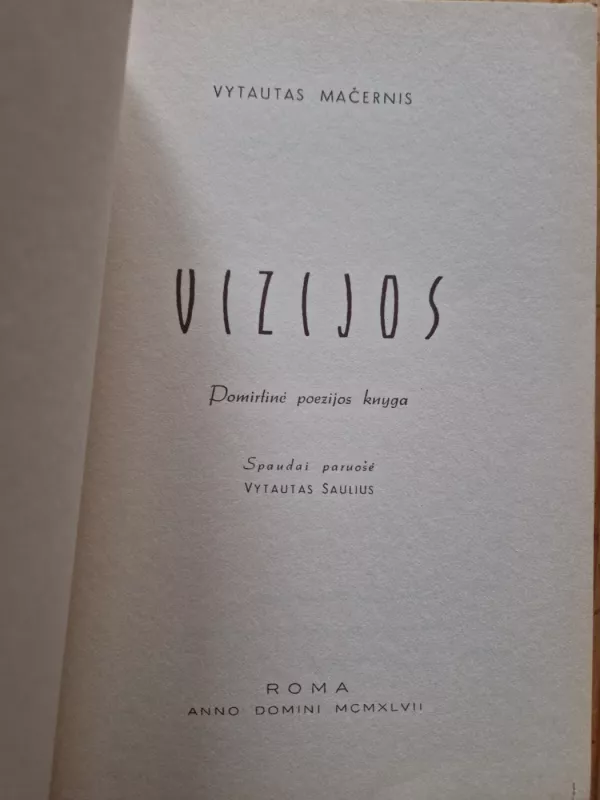 VYTAUTAS MAČERNIS
VIZIJOS
Pomirtinė poezijos knyga
Spaudai paruošė
VYTAUTAS SAULIUS
ROMA
ANNO DOMINI MCMXLVII